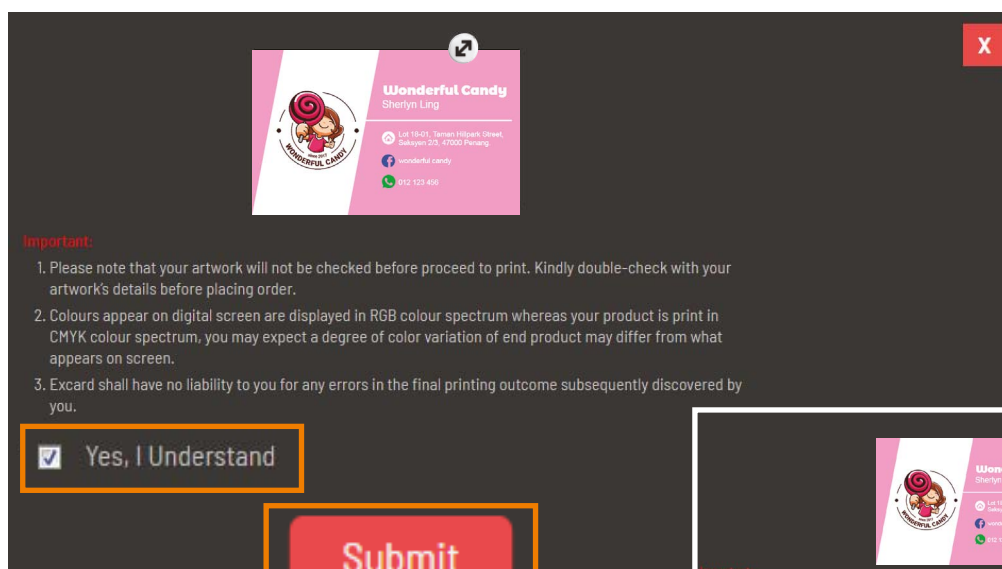 X
Wonderful Candy
Sherlyn Ling
Lot 18-01, Taman Hillpark Street,
Sakayan 2/3, 47000 Penang.
wonderful candy
012 123 456
since 2013
WONDERFUL CANDY
Important:
1. Please note that your artwork will not be checked before proceed to print. Kindly double-check with your
artwork's details before placing order.
2. Colours appear on digital screen are displayed in RGB colour spectrum whereas your product is print in
CMYK colour spectrum, you may expect a degree of color variation of end product may differ from what
appears on screen.
3. Excard shall have no liability to you for any errors in the final printing outcome subsequently discovered by
you.
Yes, I Understand
Submit
WONDERFUL CANDY
Sherlyn